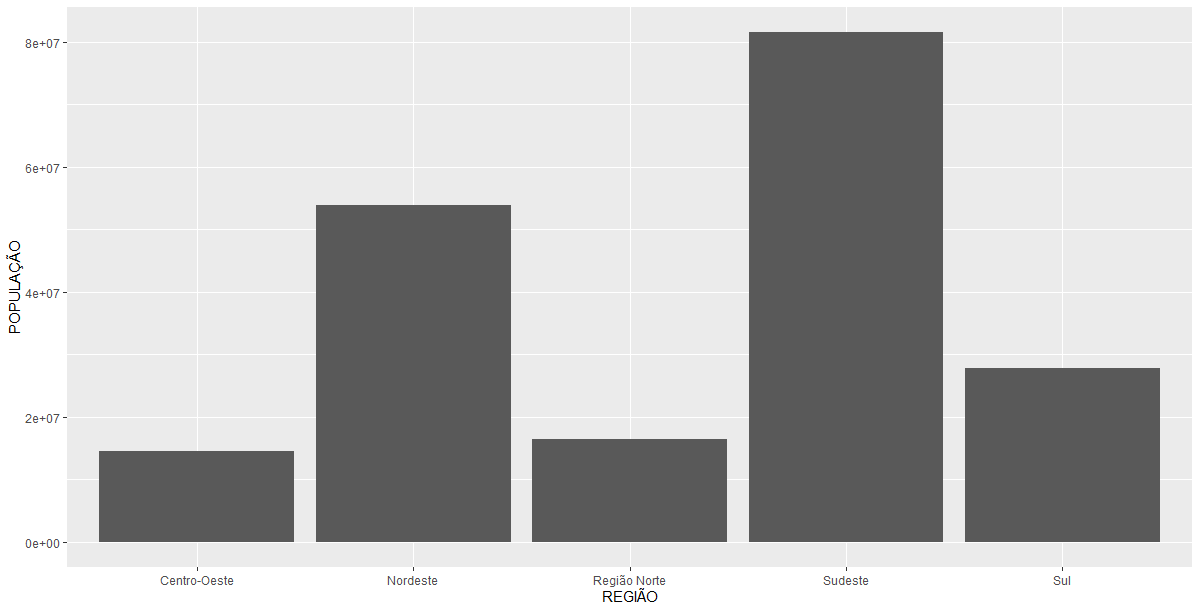 POPULAÇÃO
8e+07
6e+07
4e+07
2e+07
0e+00
Centro-Oeste Nordeste Região Norte Sudeste Sul
REGIÃO